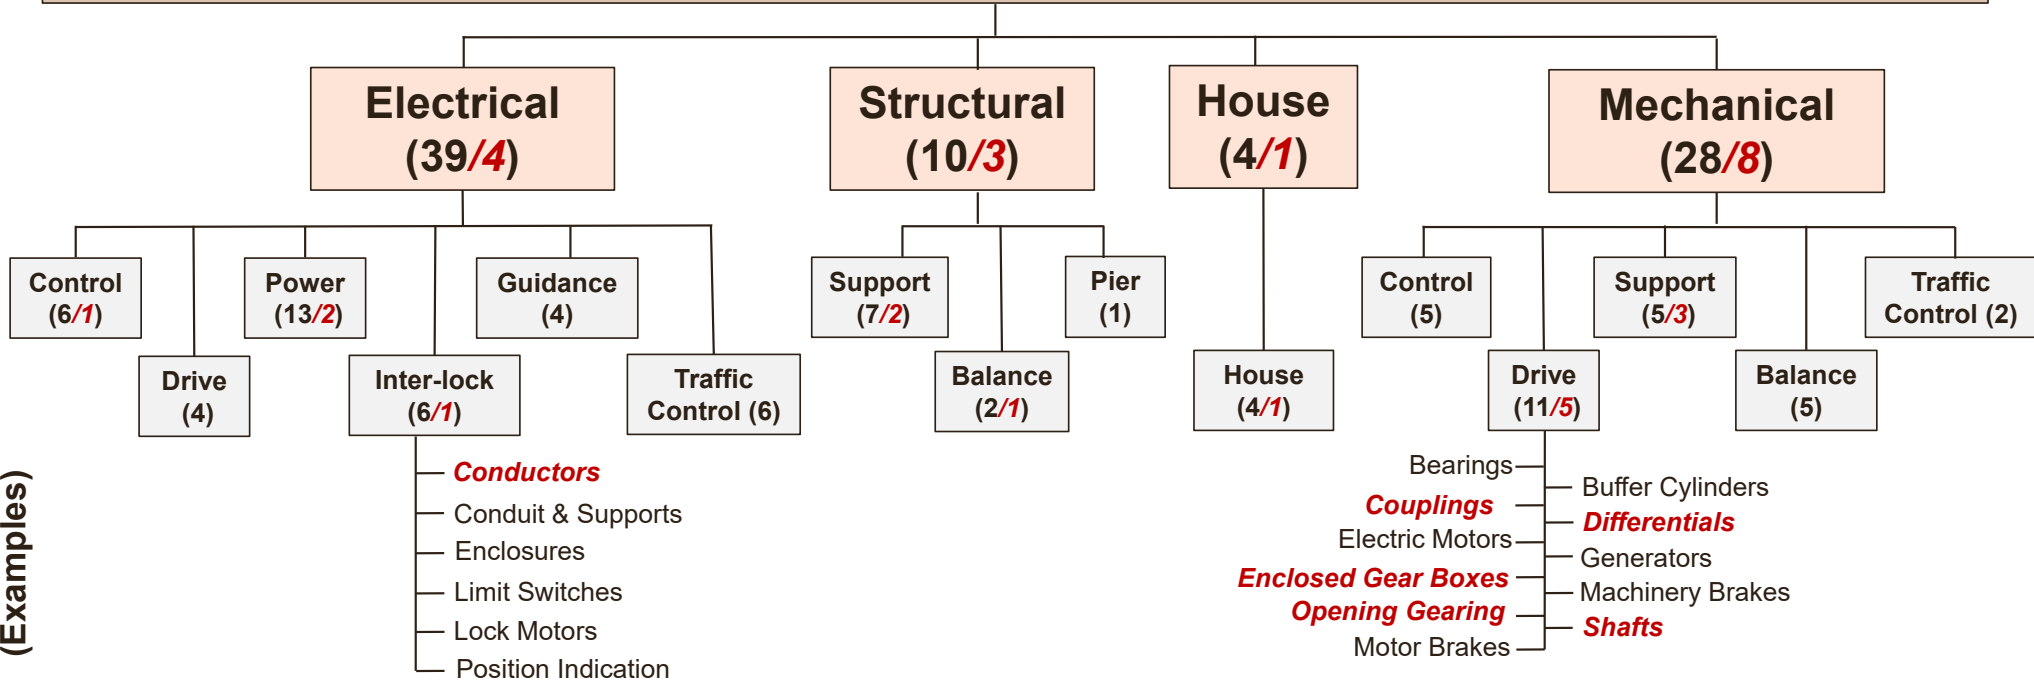 Electrical
(39/4)
Structural
(10/3)
House
(4/1)
Mechanical
(28/8)
Control
(6/1)
Power
(13/2)
Guidance
(4)
Drive
(4)
Inter-lock
(6/1)
Traffic
Control (6)
Support
(7/2)
Pier
(1)
Balance
(2/1)
House
(4/1)
Control
(5)
Support
(5/3)
Traffic
Control (2)
Drive
(11/5)
Balance
(5)
(Examples)
Conductors
Conduit & Supports
Enclosures
Limit Switches
Lock Motors
Position Indication
Bearings
Buffer Cylinders
Couplings
Differentials
Electric Motors
Generators
Enclosed Gear Boxes
Machinery Brakes
Opening Gearing
Shafts
Motor Brakes